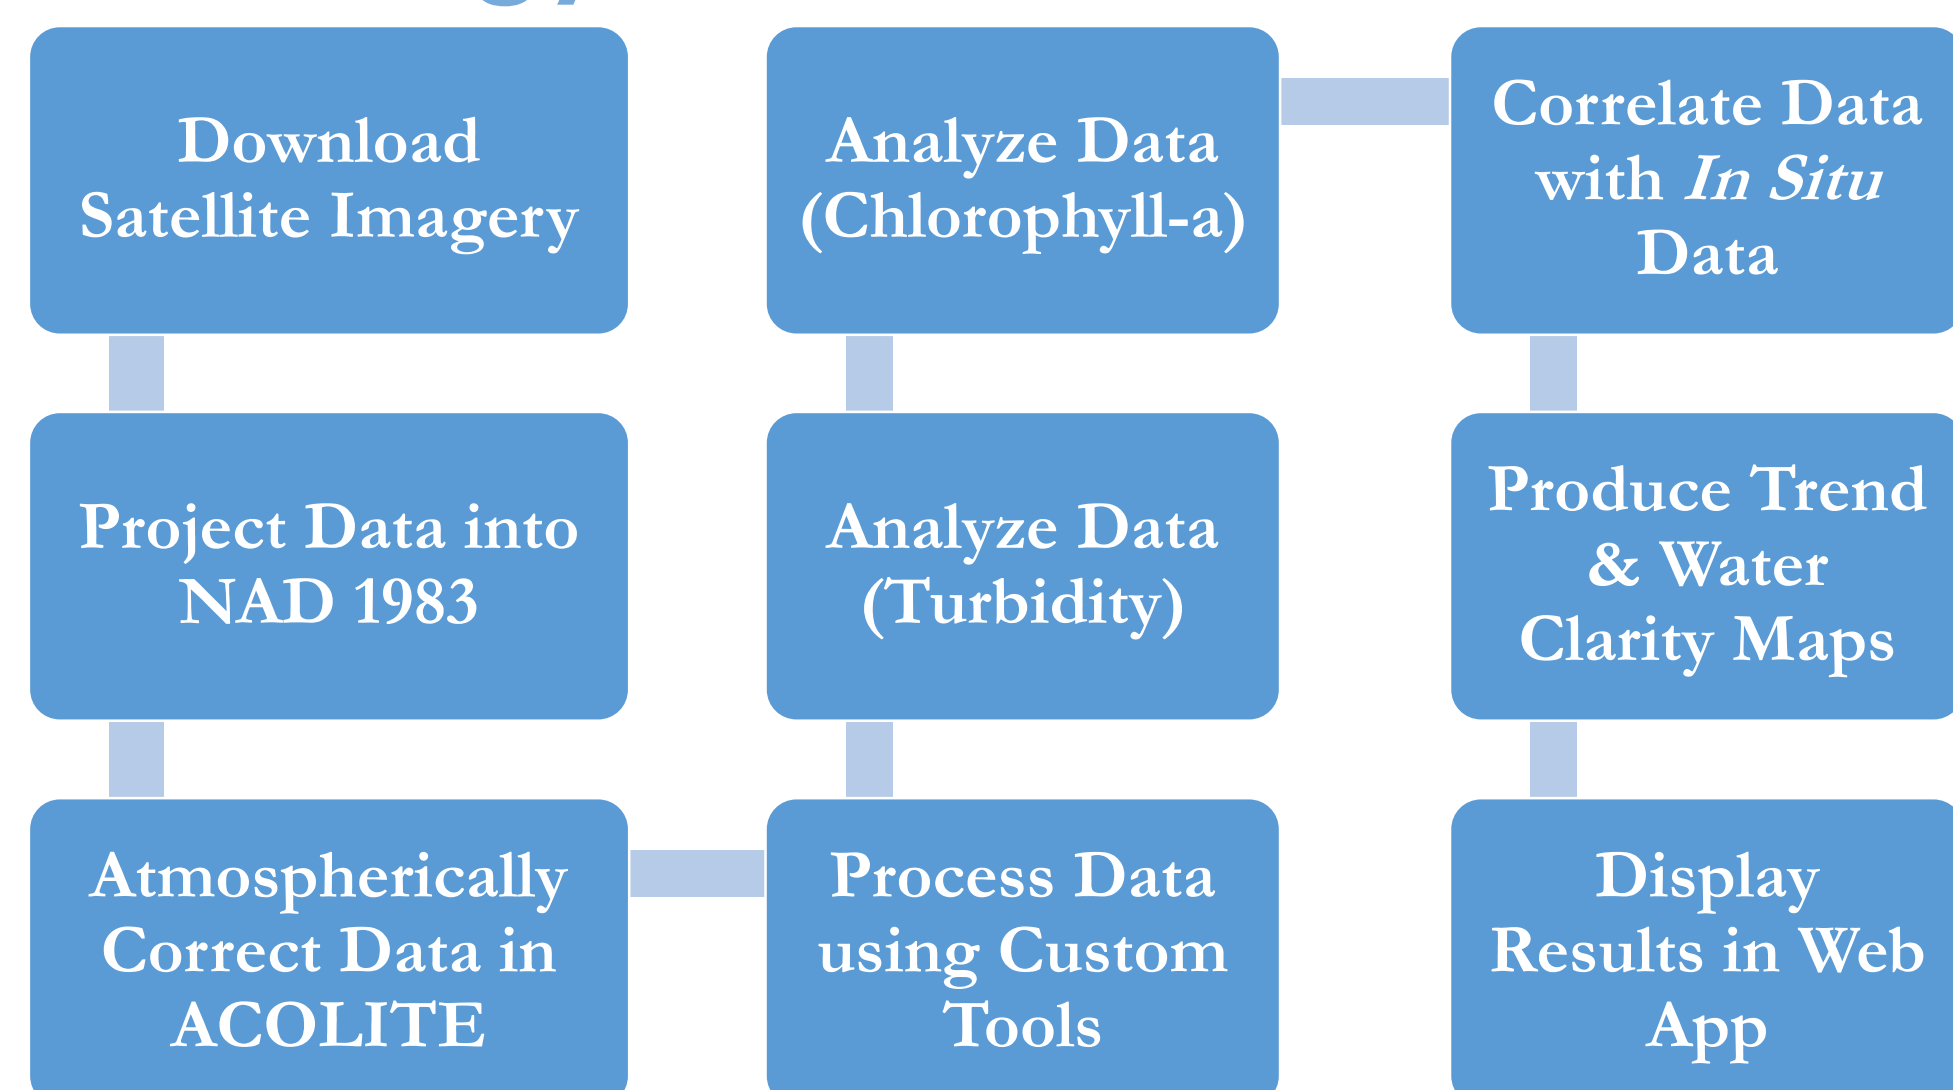 Download
Satellite Imagery
Project Data into
NAD 1983
Atmospherically
Correct Data in
ACOLITE
Process Data
using Custom
Tools
Analyze Data
(Turbidity)
Analyze Data
(Chlorophyll-a)
Correlate Data
with In Situ
Data
Produce Trend
& Water
Clarity Maps
Display
Results in Web
App